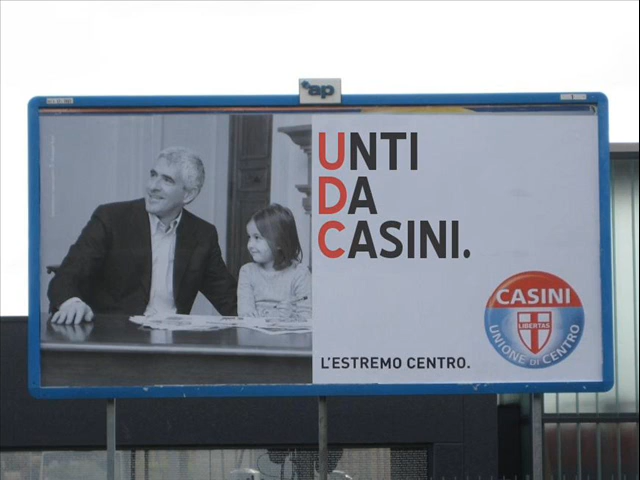 ap
UNTI
DA
CASINI.
CASINI
LIBERTAS
UNIONE DI CENTRO
L'ESTREMO CENTRO.